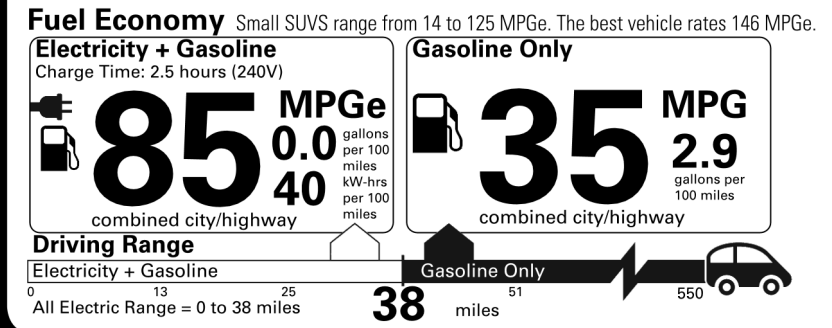 Fuel Economy Small SUVS range from 14 to 125 MPGe. The best vehicle rates 146 MPGe.
Electricity + Gasoline
Charge Time: 2.5 hours (240V)
85 MPGe
0.0 gallons per 100 miles
40 kW-hrs per 100 miles
combined city/highway
Gasoline Only
35 MPG
2.9 gallons per 100 miles
combined city/highway
Driving Range
Electricity + Gasoline
Gasoline Only
0 13 25 38 51 550
miles
All Electric Range = 0 to 38 miles